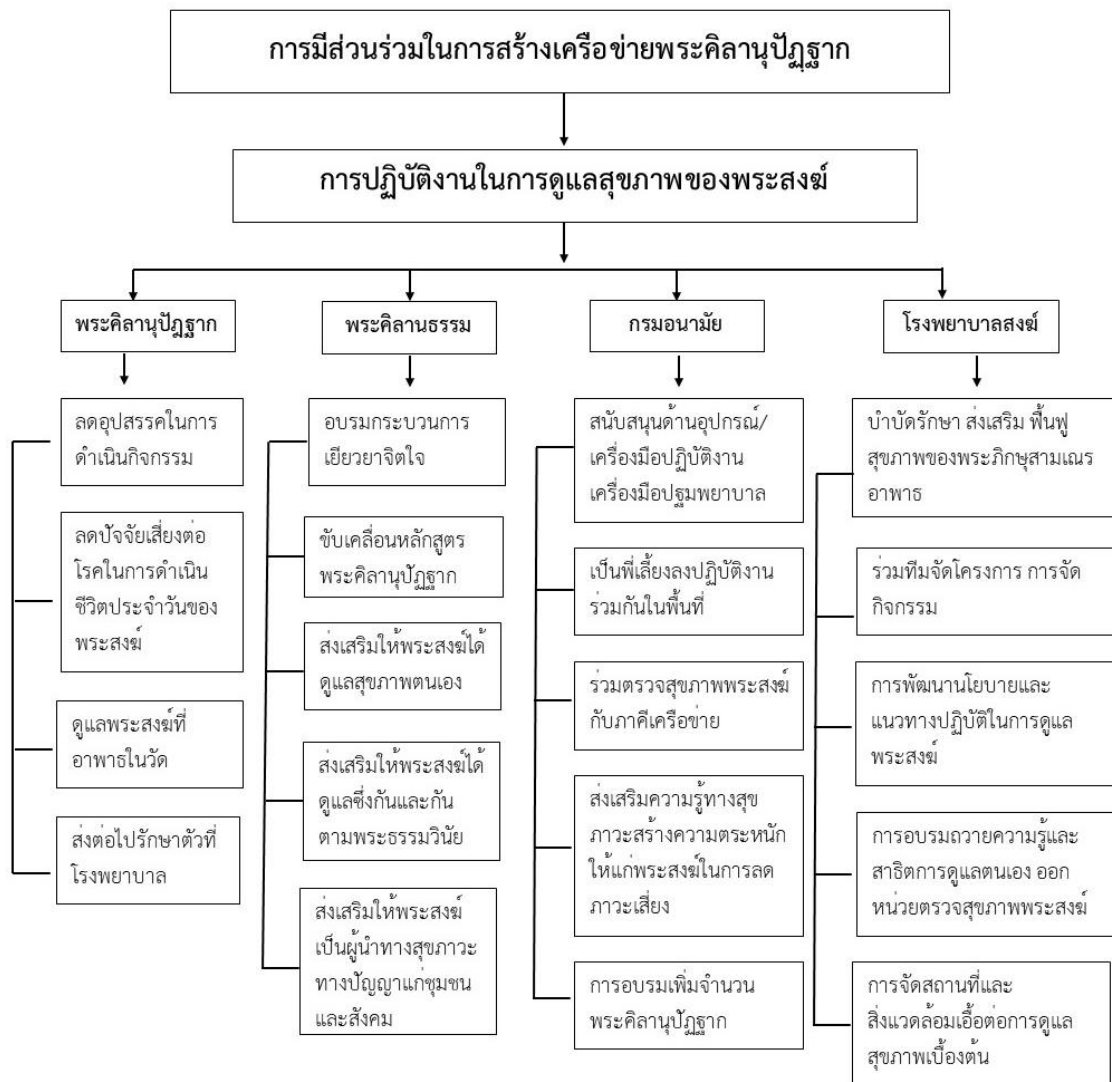 การมีส่วนร่วมในการสร้างเครือข่ายพระคิลานุปัฏฐาก
การปฏิบัติงานในการดูแลสุขภาพของพระสงฆ์
พระคิลานุปัฏฐาก
ลดอุปสรรคในการ
ดำเนินกิจกรรม
ลดปัจจัยเสี่ยงต่อ
โรคในการดำเนิน
ชีวิตประจำวันของ
พระสงฆ์
ดูแลพระสงฆ์ที่
อาพาธในวัด
ส่งต่อไปรักษาตัวที่
โรงพยาบาล
พระคิลานธรรม
อบรมกระบวนการ
เยียวยาจิตใจ
ขับเคลื่อนหลักสูตร
พระคิลานุปัฏฐาก
ส่งเสริมให้พระสงฆ์ได้
ดูแลสุขภาพตนเอง
ส่งเสริมให้พระสงฆ์ได้
ดูแลซึ่งกันและกัน
ตามพระธรรมวินัย
ส่งเสริมให้พระสงฆ์
เป็นผู้นำทางสุขภาวะ
ทางปัญญาแก่ชุมชน
และสังคม
กรมอนามัย
สนับสนุนด้านอุปกรณ์/
เครื่องมือปฏิบัติงาน
เครื่องมือปฐมพยาบาล
เป็นพี่เลี้ยงลงปฏิบัติงาน
ร่วมกันในพื้นที่
ร่วมตรวจสุขภาพพระสงฆ์
กับภาคีเครือข่าย
ส่งเสริมความรู้ทางสุข
ภาวะสร้างความตระหนัก
ให้แก่พระสงฆ์ในการลด
ภาวะเสี่ยง
การอบรมเพิ่มจำนวน
พระคิลานุปัฏฐาก
โรงพยาบาลสงฆ์
บำบัดรักษา ส่งเสริม ฟื้นฟู
สุขภาพของพระภิกษุสามเณร
อาพาธ
ร่วมทีมจัดโครงการ การจัด
กิจกรรม
การพัฒนานโยบายและ
แนวทางปฏิบัติในการดูแล
พระสงฆ์
การอบรมถวายความรู้และ
สาธิตการดูแลตนเอง ออก
หน่วยตรวจสุขภาพพระสงฆ์
การจัดสถานที่และ
สิ่งแวดล้อมเอื้อต่อการดูแล
สุขภาพเบื้องต้น